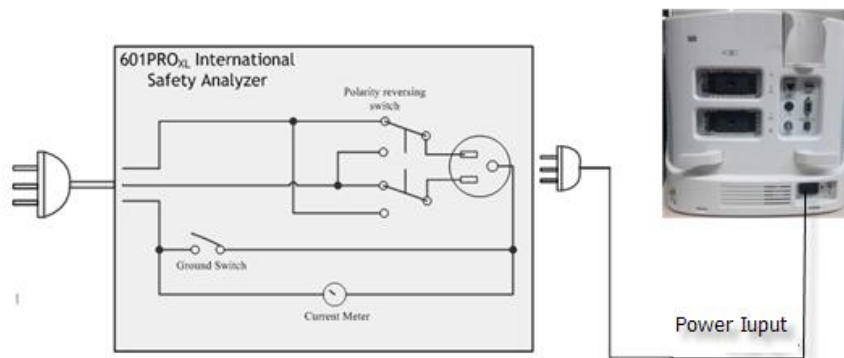 601PROXL International
Safety Analyzer
Polarity reversing
switch
Ground Switch
Current Meter
Power Iuput